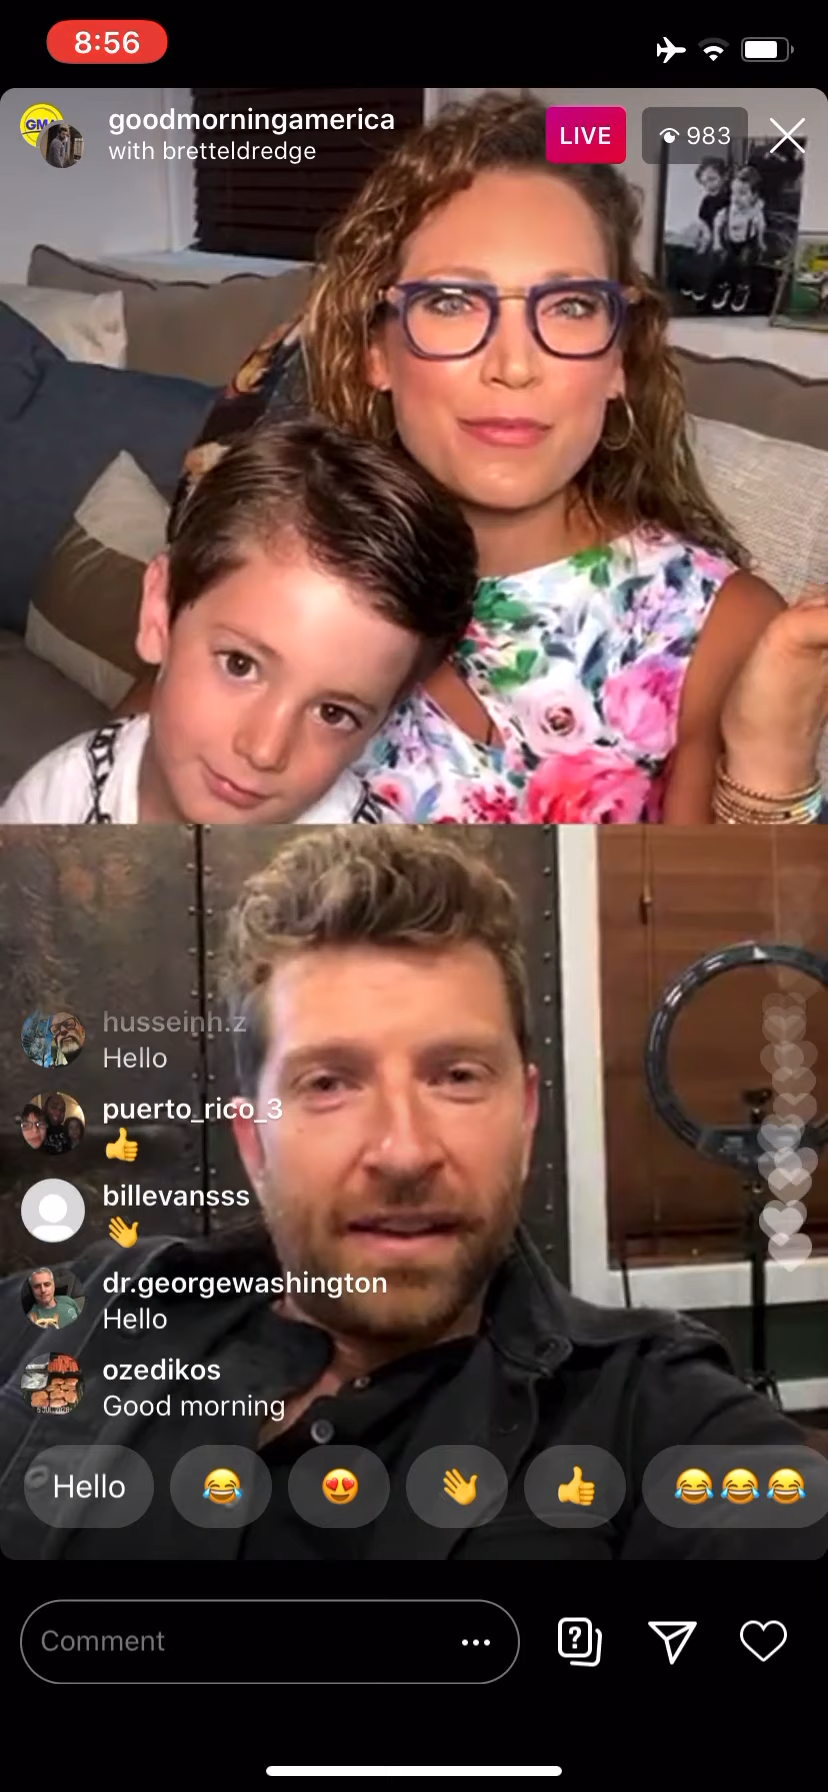 8:56
GMA
goodmorningamerica
with bretteldredge
LIVE
983
husseinh.z
Hello
puerto_rico_3
👍
billevansss
👋
dr.georgewashington
Hello
ozedikos
Good morning
Hello 😂 😍 👋 👍 😂😂😂
Comment